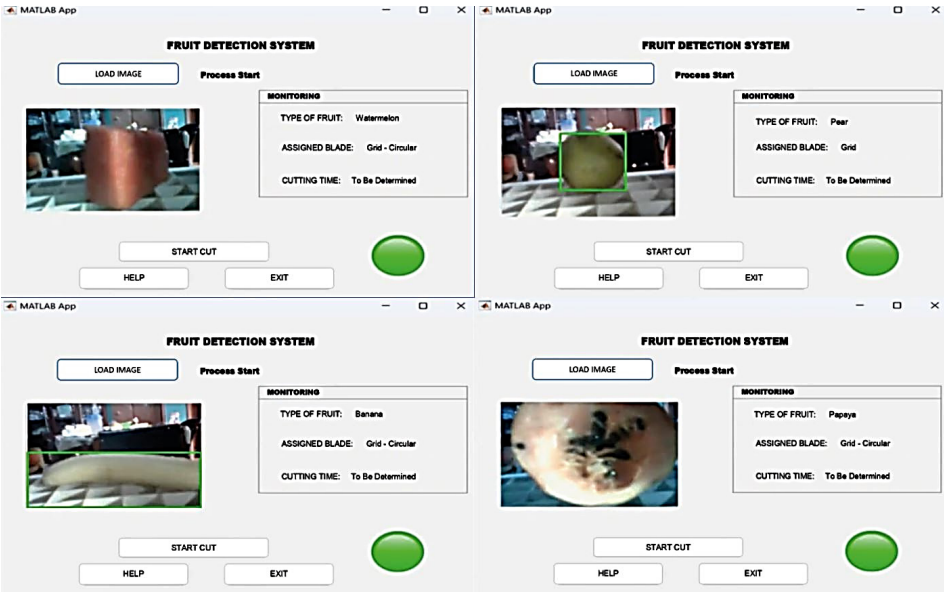 MATLAB App
FRUIT DETECTION SYSTEM
LOAD IMAGE Process Start
MONITORING
TYPE OF FRUIT: Watermelon
ASSIGNED BLADE: Grid - Circular
CUTTING TIME: To Be Determined
START CUT
HELP EXIT
MATLAB App
FRUIT DETECTION SYSTEM
LOAD IMAGE Process Start
MONITORING
TYPE OF FRUIT: Pear
ASSIGNED BLADE: Grid
CUTTING TIME: To Be Determined
START CUT
HELP EXIT
MATLAB App
FRUIT DETECTION SYSTEM
LOAD IMAGE Process Start
MONITORING
TYPE OF FRUIT: Banana
ASSIGNED BLADE: Grid - Circular
CUTTING TIME: To Be Determined
START CUT
HELP EXIT
MATLAB App
FRUIT DETECTION SYSTEM
LOAD IMAGE Process Start
MONITORING
TYPE OF FRUIT: Papaya
ASSIGNED BLADE: Grid - Circular
CUTTING TIME: To Be Determined
START CUT
HELP EXIT